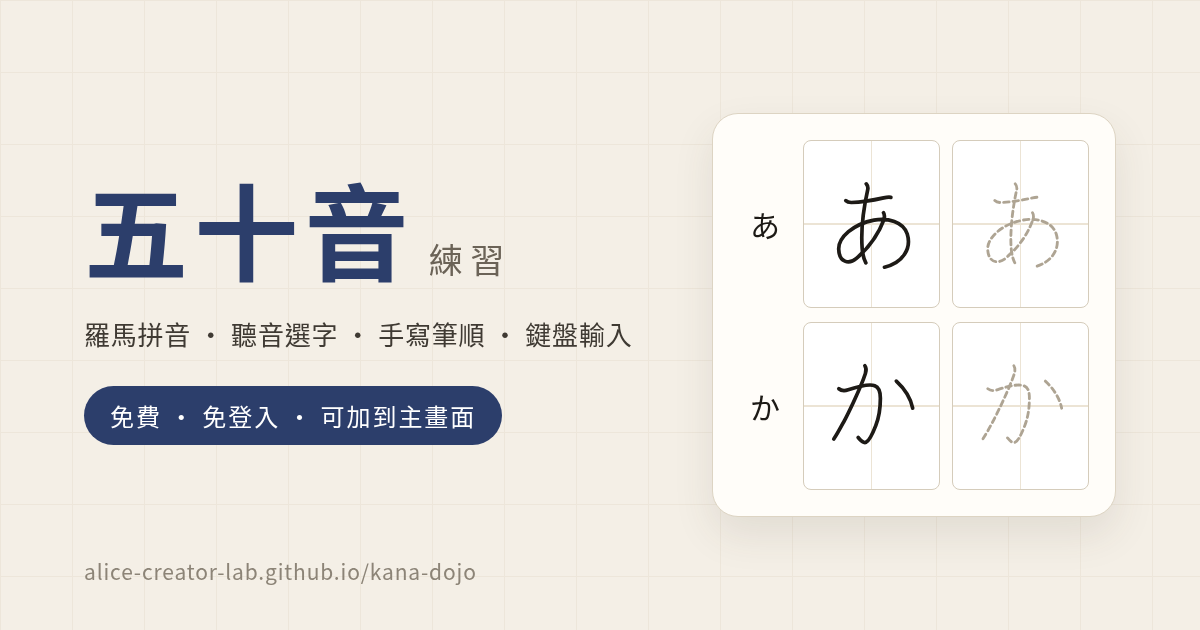 五十音 練習
羅馬拼音 · 聽音選字 · 手寫筆順 · 鍵盤輸入
免費 · 免登入 · 可加到主畫面
alice-creator-lab.github.io/kana-dojo
あ あ あ
か か か